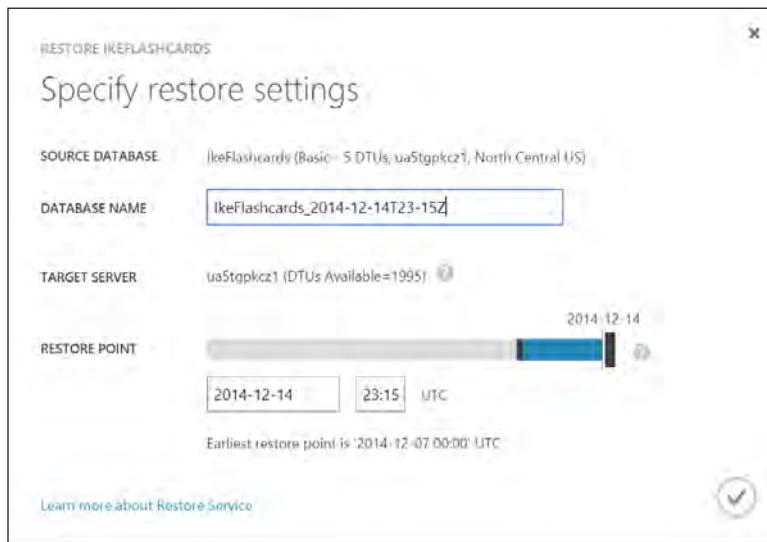 RESTORE IKEFLASHCARDS
Specify restore settings
SOURCE DATABASE IkeFlashcards (Basic - 5 DTUs, ua5tgpkcz1, North Central US)
DATABASE NAME IkeFlashcards_2014-12-14T23-15Z
TARGET SERVER ua5tgpkcz1 (DTUs Available=1995) ?
2014-12-14
RESTORE POINT ?
2014-12-14 23:15 UTC
Earliest restore point is '2014-12-07 00:00' UTC
Learn more about Restore Service